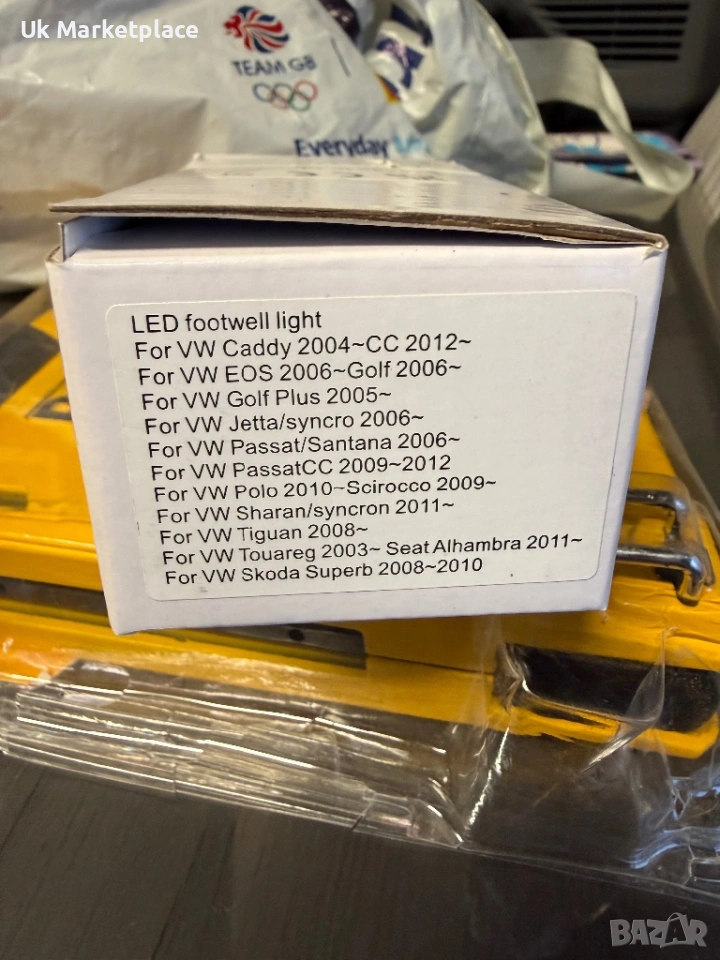 Uk Marketplace
TEAM GB
Everyday
LED footwell light
For VW Caddy 2004~CC 2012~
For VW EOS 2006~Golf 2006~
For VW Golf Plus 2005~
For VW Jetta/syncro 2006~
For VW Passat/Santana 2006~
For VW PassatCC 2009~2012
For VW Polo 2010~Scirocco 2009~
For VW Sharan/syncron 2011~
For VW Tiguan 2008~
For VW Touareg 2003~ Seat Alhambra 2011~
For VW Skoda Superb 2008~2010
BAZAR